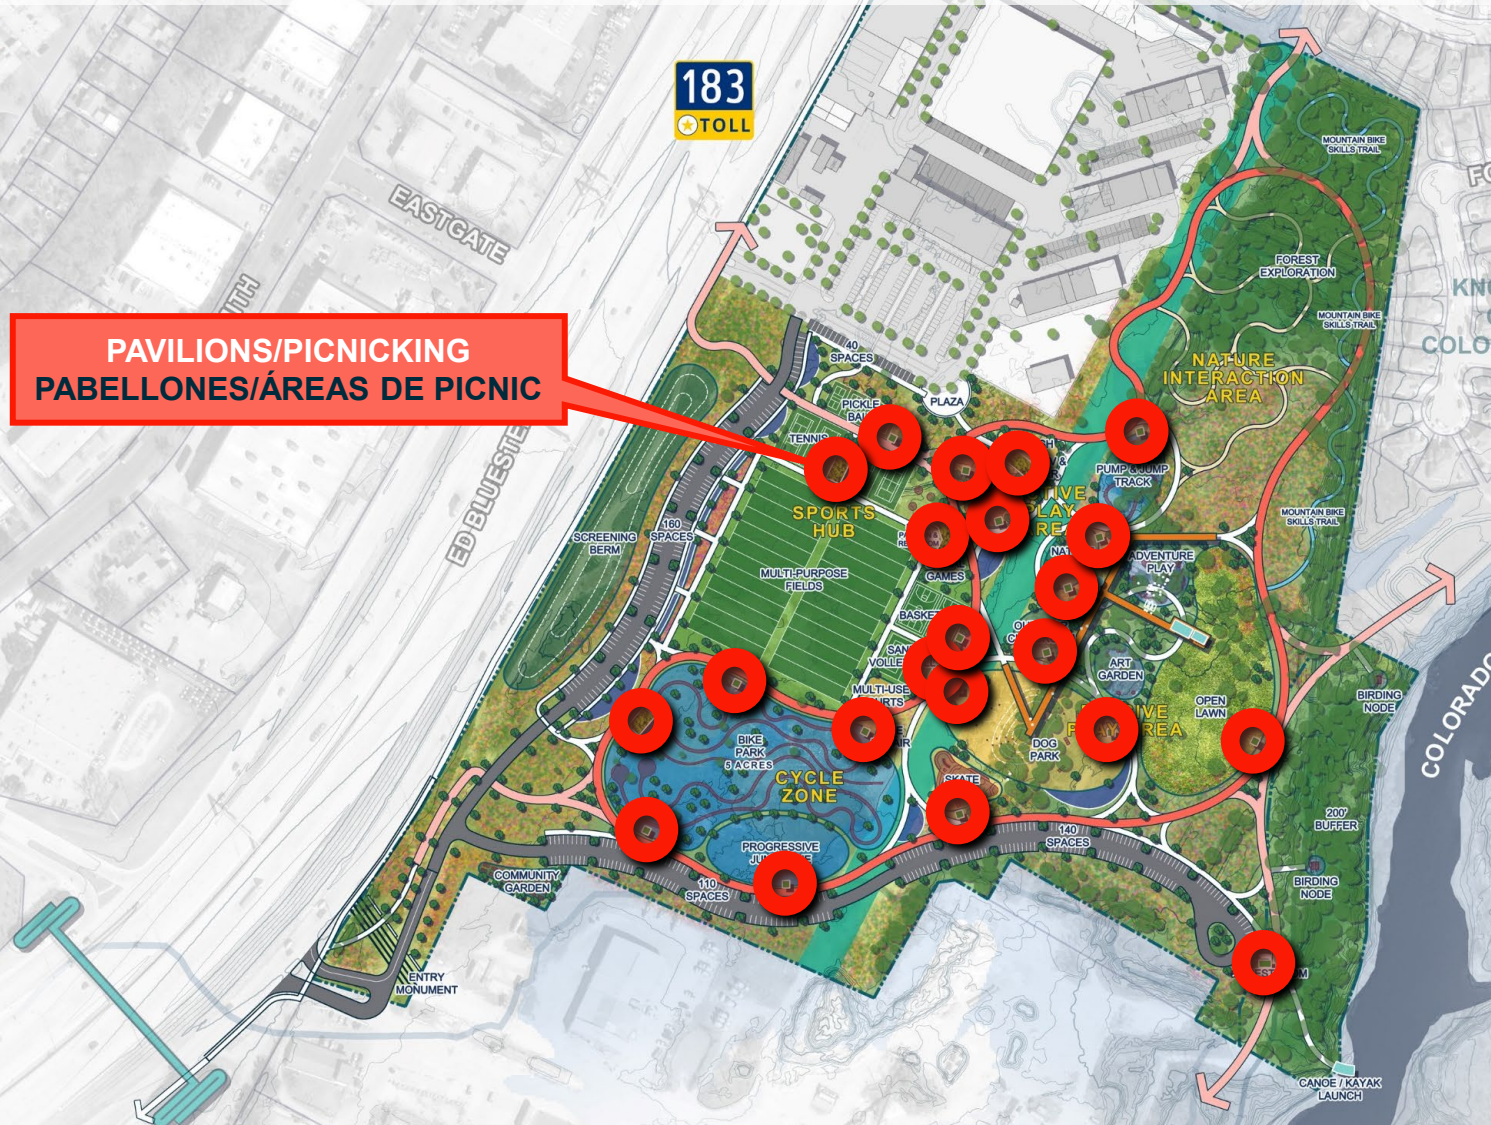 183
TOLL
EASTGATE
PAVILIONS/PICNICKING
PABELLONES/ÁREAS DE PICNIC
ED BLUESTE
40
SPACES
PICKLE
PLAZA
TENNIS
SPORTS
HUB
160
SPACES
SCREENING
BERM
MULTI-PURPOSE
FIELDS
GAMES
MOUNTAIN BIKE
SKILLS TRAIL
FOREST
EXPLORATION
MOUNTAIN BIKE
SKILLS TRAIL
NATURE
INTERACTION
AREA
PUMP & JUMP
TRACK
MOUNTAIN BIKE
SKILLS TRAIL
ADVENTURE
PLAY
ART
GARDEN
OPEN
LAWN
BIRDING
NODE
COLORADO
MULTI-USE
DOG
PARK
BIKE
PARK
5 ACRES
CYCLE
ZONE
SKATE
PROGRESSIVE
140
SPACES
200'
BUFFER
BIRDING
NODE
COMMUNITY
GARDEN
110
SPACES
ENTRY
MONUMENT
CANOE / KAYAK
LAUNCH